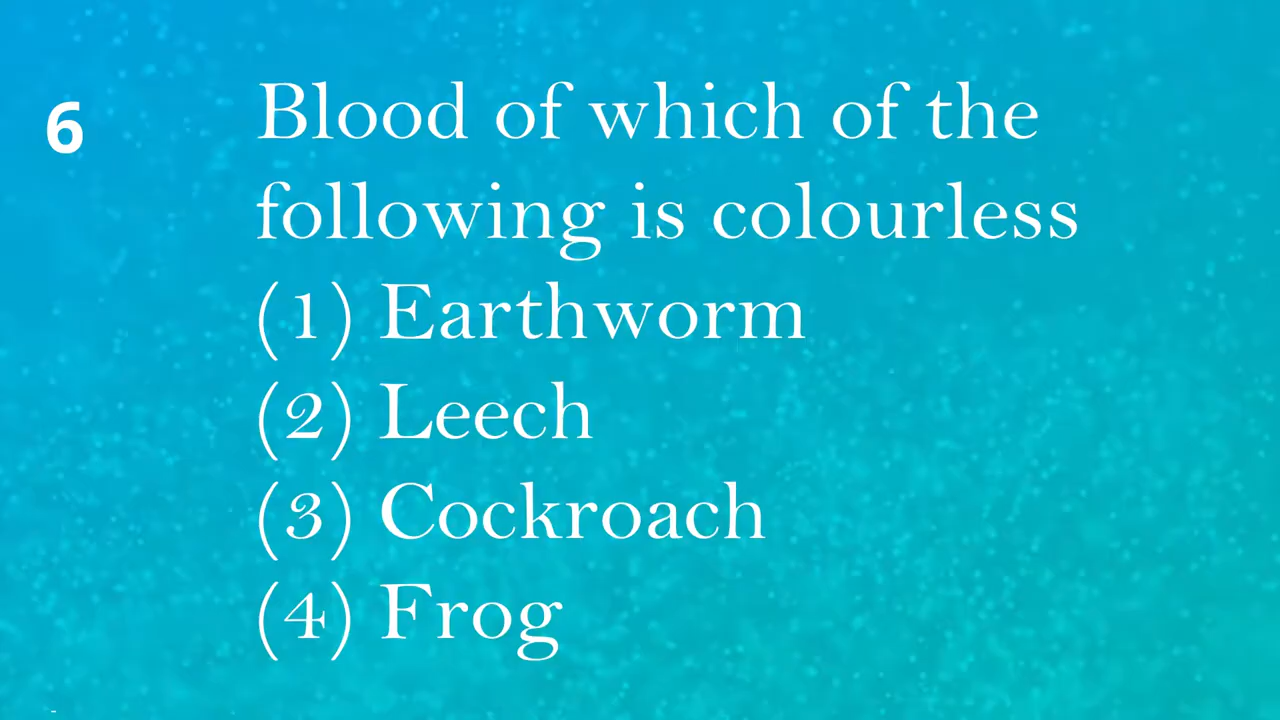 6
Blood of which of the
following is colourless
(1) Earthworm
(2) Leech
(3) Cockroach
(4) Frog
-